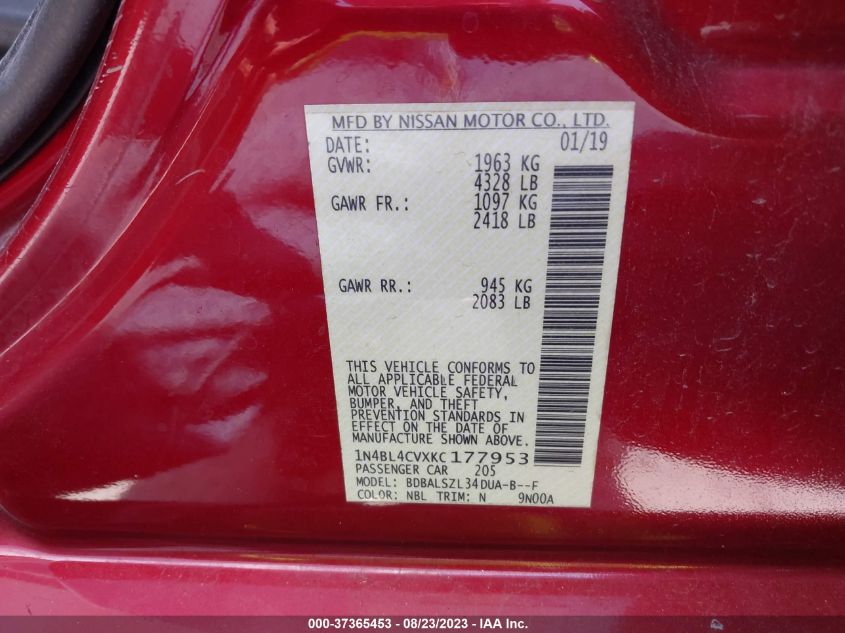 MFD BY NISSAN MOTOR CO., LTD.
DATE: 01/19
GVWR: 1963 KG
4328 LB
GAWR FR.: 1097 KG
2418 LB
GAWR RR.: 945 KG
2083 LB
THIS VEHICLE CONFORMS TO
ALL APPLICABLE FEDERAL
MOTOR VEHICLE SAFETY,
BUMPER, AND THEFT
PREVENTION STANDARDS IN
EFFECT ON THE DATE OF
MANUFACTURE SHOWN ABOVE.
1N4BL4CVXKC177953
PASSENGER CAR 205
MODEL: BDBALSZL34DUA-B--F
COLOR: NBL TRIM: N 9N00A
000-37365453 - 08/23/2023 - IAAI Inc.